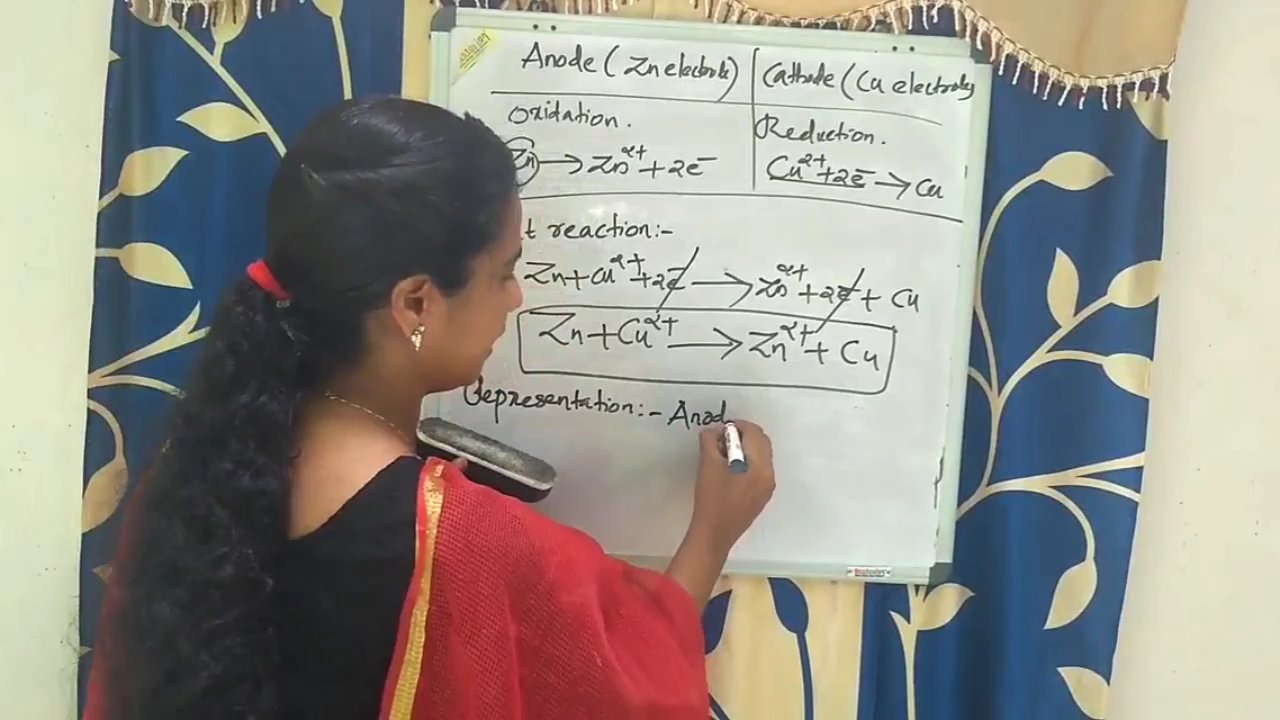 Anode (Zn electrode) | Cathode (Cu electrode)
Oxidation. | Reduction.
Zn → Zn²⁺ + 2e⁻ | Cu²⁺ + 2e⁻ → Cu
t reaction:-
Zn + Cu²⁺ + 2e⁻ → Zn²⁺ + 2e⁻ + Cu
Zn + Cu²⁺ → Zn²⁺ + Cu
Representation:- Anod